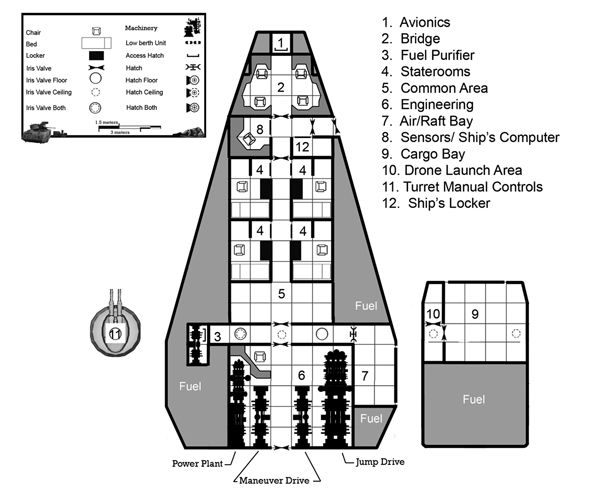 Chair
Bed
Locker
Iris Valve
Iris Valve Floor
Iris Valve Ceiling
Iris Valve Both
Machinery
Low berth Unit
Access Hatch
Hatch
Hatch Floor
Hatch Ceiling
Hatch Both
1.5 meters
3 meters
1. Avionics
2. Bridge
3. Fuel Purifier
4. Staterooms
5. Common Area
6. Engineering
7. Air/Raft Bay
8. Sensors/ Ship's Computer
9. Cargo Bay
10. Drone Launch Area
11. Turret Manual Controls
12. Ship's Locker
1
2
8
12
4
4
4
4
5
Fuel
3
11
6
7
Fuel
Fuel
10
9
Fuel
Power Plant
Maneuver Drive
Jump Drive